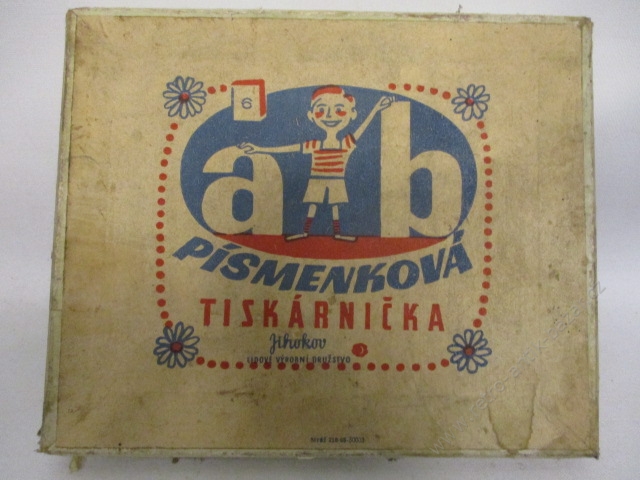 6
a b
PÍSMENKOVÁ
TISKÁRNIČKA
Jihokov
LIDOVÉ VÝROBNÍ DRUŽSTVO